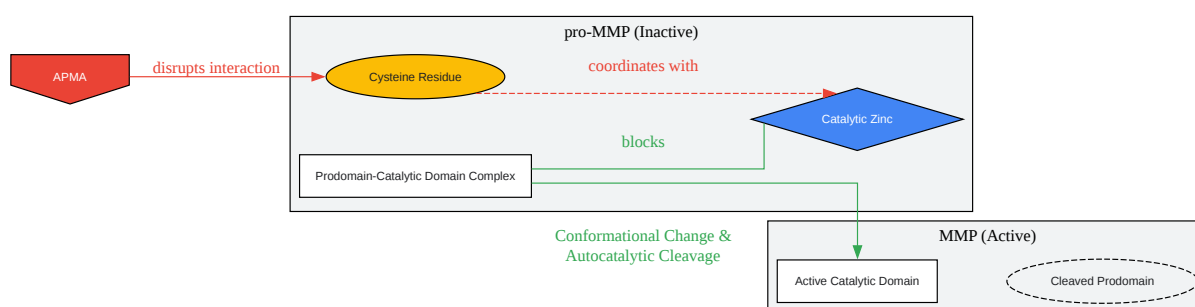 pro-MMP (Inactive)
APMA
disrupts interaction
Cysteine Residue
coordinates with
Catalytic Zinc
blocks
Prodomain-Catalytic Domain Complex
Conformational Change &
Autocatalytic Cleavage
MMP (Active)
Active Catalytic Domain
Cleaved Prodomain